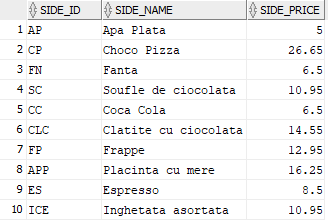 SIDE_ID SIDE_NAME SIDE_PRICE
1 AP Apa Plata 5
2 CP Choco Pizza 26.65
3 FN Fanta 6.5
4 SC Soufle de ciocolata 10.95
5 CC Coca Cola 6.5
6 CLC Clatite cu ciocolata 14.55
7 FP Frappe 12.95
8 APP Placinta cu mere 16.25
9 ES Espresso 8.5
10 ICE Inghetata asortata 10.95